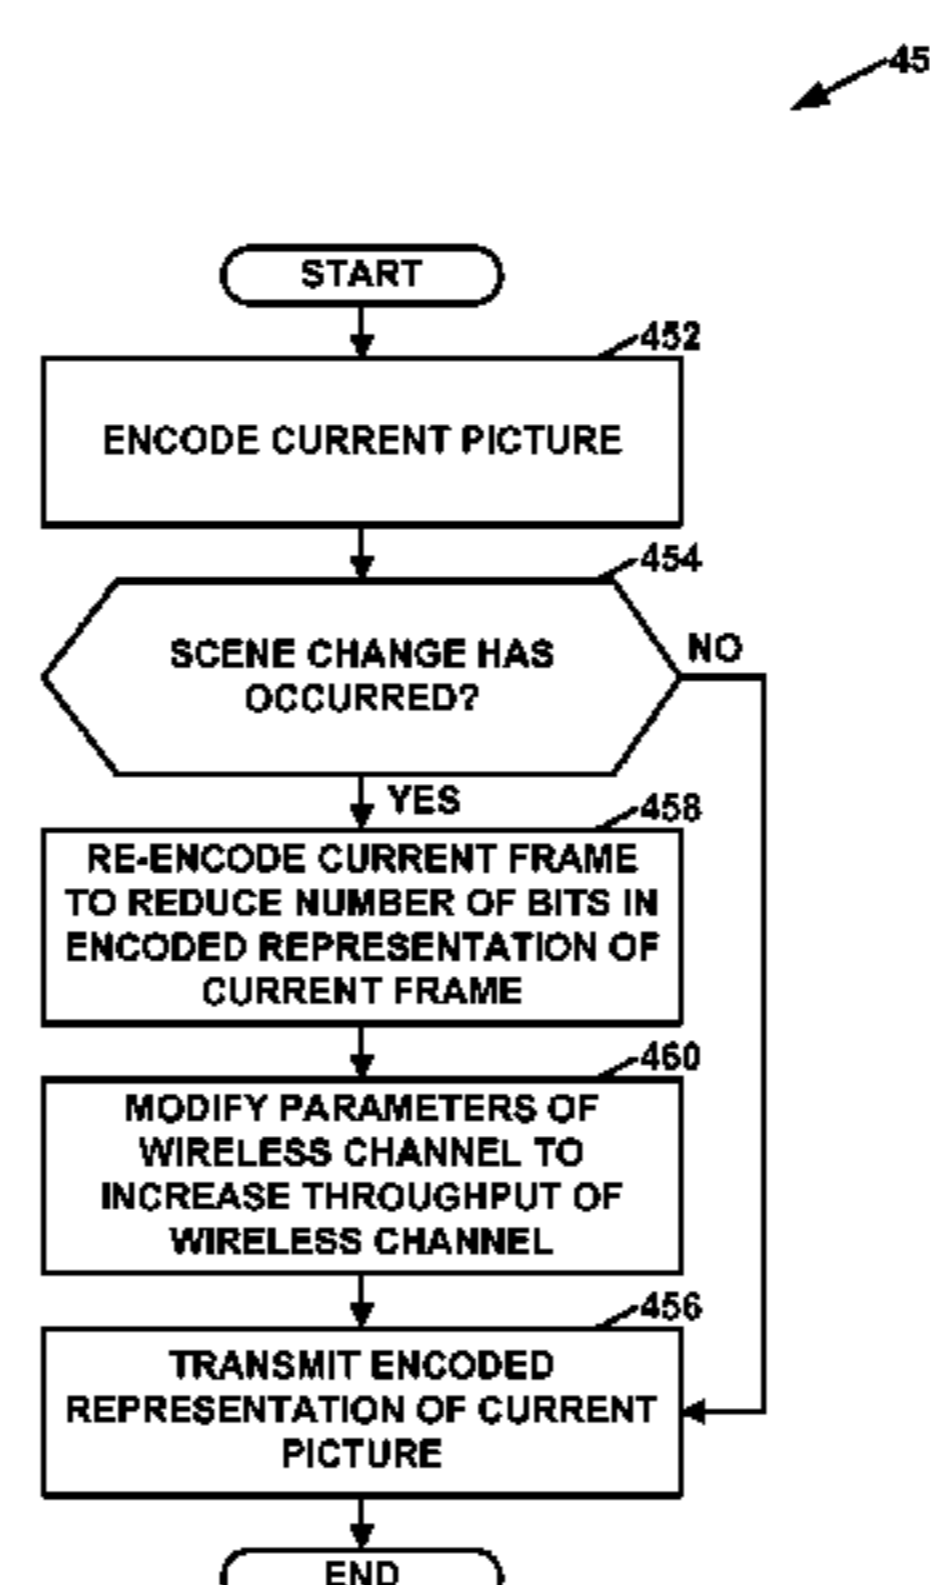 45
START
452
ENCODE CURRENT PICTURE
454
SCENE CHANGE HAS
OCCURRED?
NO
YES
458
RE-ENCODE CURRENT FRAME
TO REDUCE NUMBER OF BITS IN
ENCODED REPRESENTATION OF
CURRENT FRAME
460
MODIFY PARAMETERS OF
WIRELESS CHANNEL TO
INCREASE THROUGHPUT OF
WIRELESS CHANNEL
456
TRANSMIT ENCODED
REPRESENTATION OF CURRENT
PICTURE
END